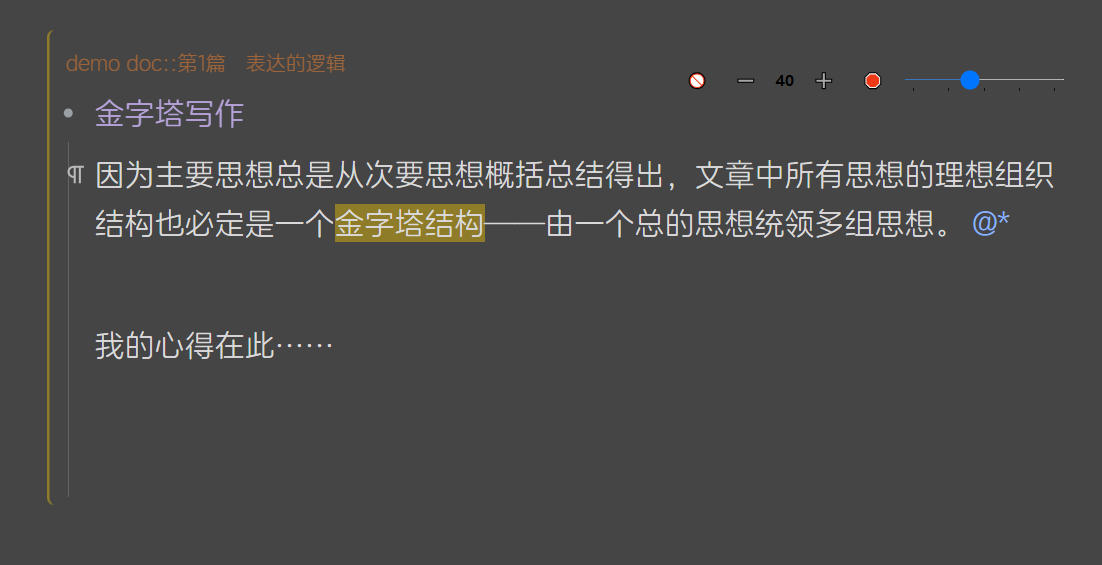 demo doc::第1篇　表达的逻辑
40
• 金字塔写作
¶ 因为主要思想总是从次要思想概括总结得出，文章中所有思想的理想组织
结构也必定是一个金字塔结构——由一个总的思想统领多组思想。 @*
我的心得在此……